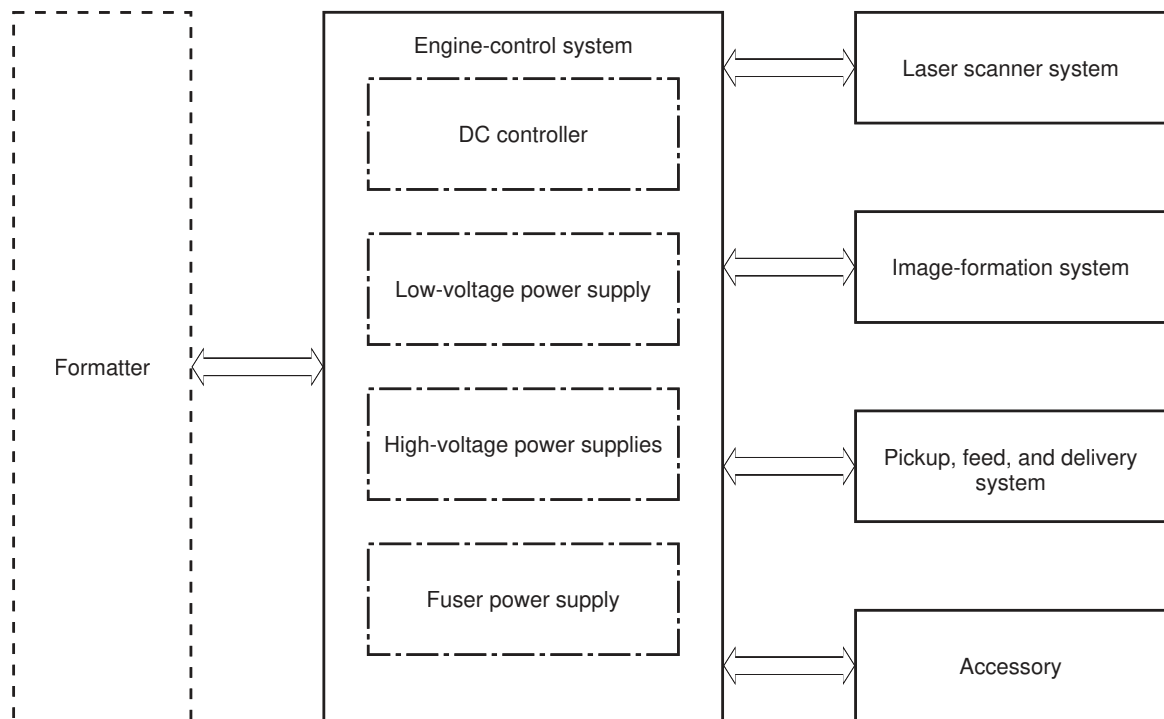 Formatter
Engine-control system
DC controller
Low-voltage power supply
High-voltage power supplies
Fuser power supply
Laser scanner system
Image-formation system
Pickup, feed, and delivery
system
Accessory